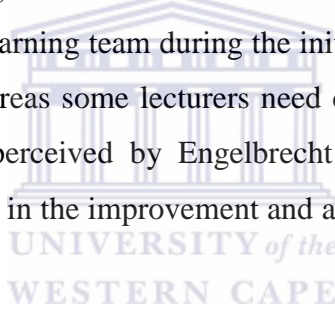 arning team during the init
reas some lecturers need
perceived by Engelbrecht
in the improvement and a
UNIVERSITY of the
WESTERN CAPE